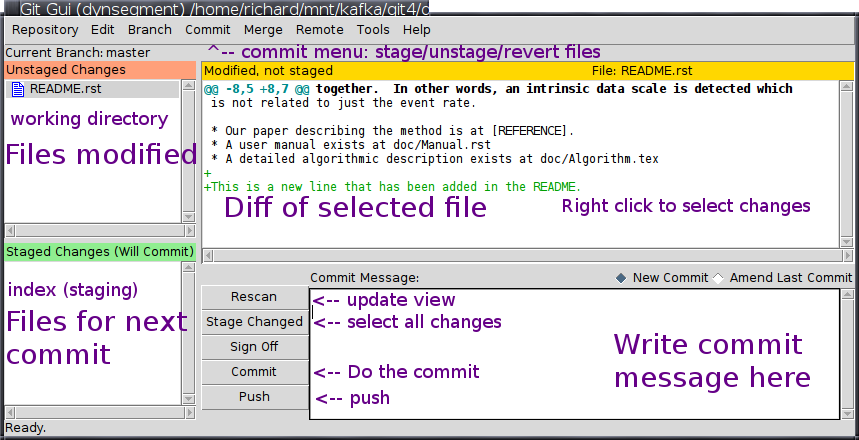 Git Gui (dynsegment) /home/richard/mnt/kafka/git4/d
Repository Edit Branch Commit Merge Remote Tools Help
Current Branch: master
^-- commit menu: stage/unstage/revert files
Unstaged Changes
README.rst
working directory
Files modified
Modified, not staged File: README.rst
@@ -8,5 +8,7 @@ together. In other words, an intrinsic data scale is detected which
is not related to just the event rate.
* Our paper describing the method is at [REFERENCE].
* A user manual exists at doc/Manual.rst
* A detailed algorithmic description exists at doc/Algorithm.tex
+
+This is a new line that has been added in the README.
Diff of selected file
Right click to select changes
Staged Changes (Will Commit)
index (staging)
Files for next
commit
Commit Message: New Commit Amend Last Commit
Rescan <-- update view
Stage Changed <-- select all changes
Sign Off
Commit <-- Do the commit
Push <-- push
Write commit
message here
Ready.